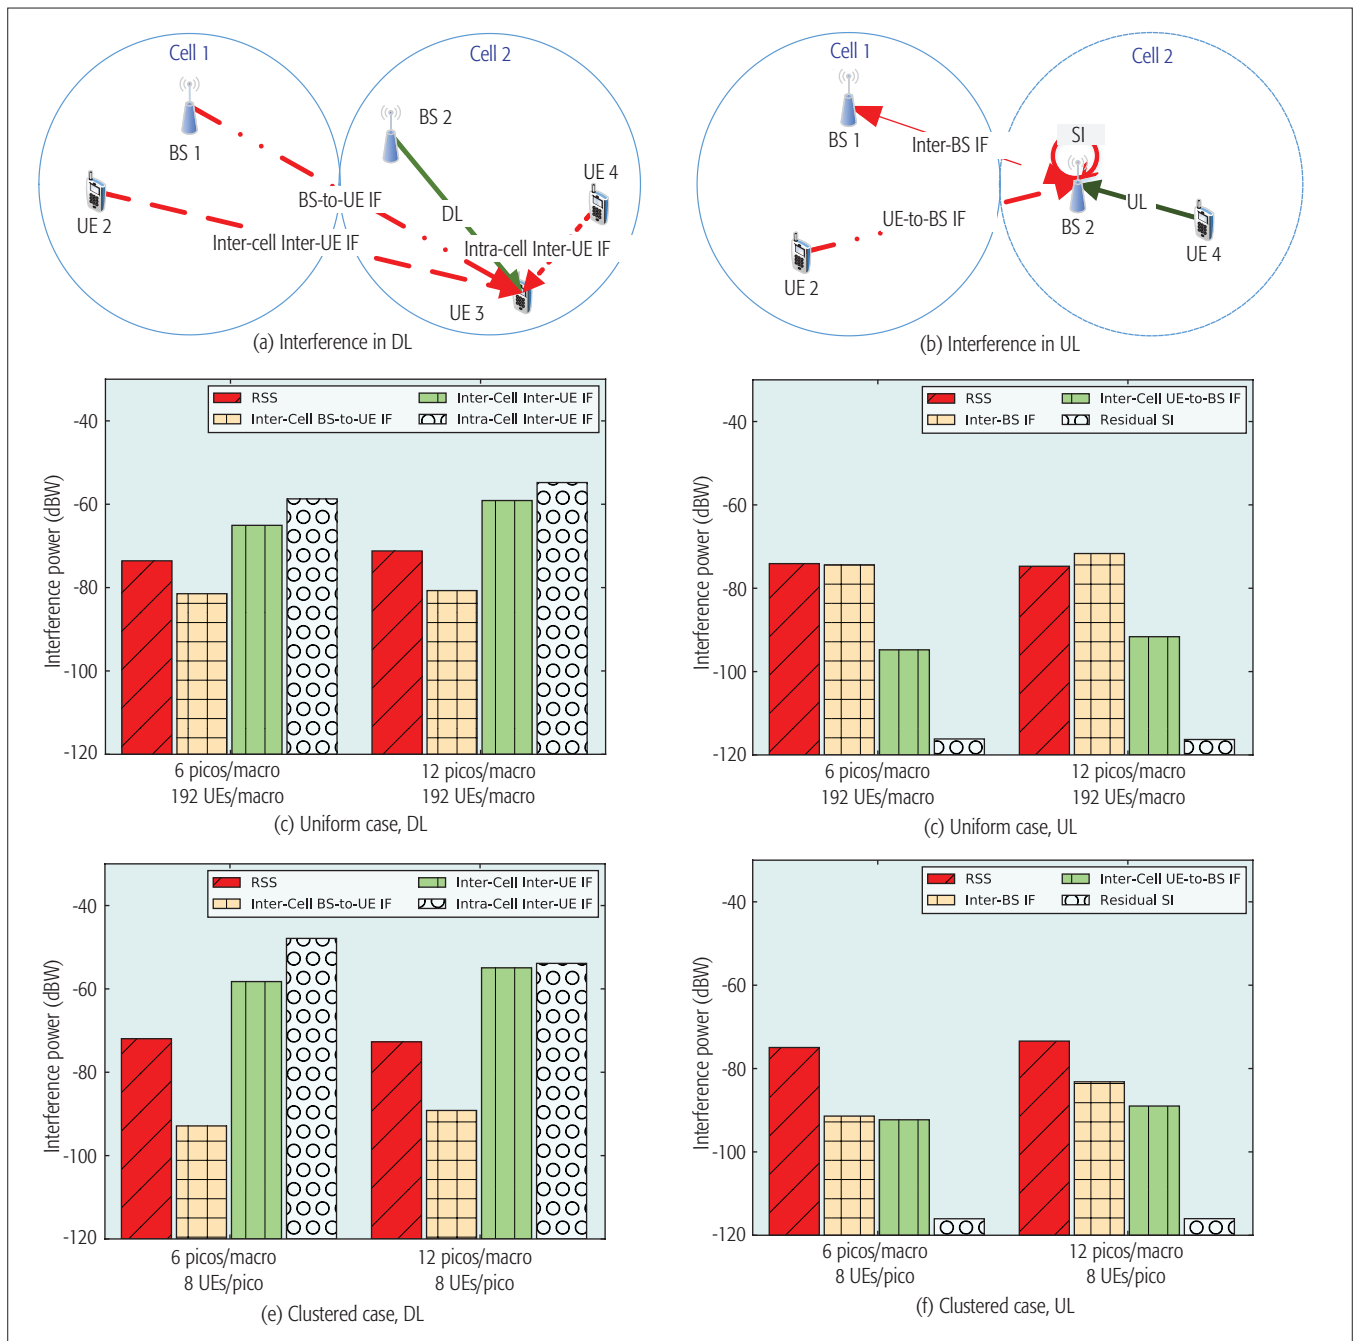 Cell 1
Cell 2
BS 2
BS 1
UE 4
UE 2
BS-to-UE IF
DL
Inter-cell Inter-UE IF
Intra-cell Inter-UE IF
UE 3
(a) Interference in DL
Cell 1
Cell 2
BS 1
Inter-BS IF
SI
UE-to-BS IF
UL
BS 2
UE 2
UE 4
(b) Interference in UL
RSS
Inter-Cell BS-to-UE IF
Inter-Cell Inter-UE IF
Intra-Cell Inter-UE IF
Interference power (dBW)
-40
-60
-80
-100
-120
6 picos/macro
192 UEs/macro
12 picos/macro
192 UEs/macro
(c) Uniform case, DL
RSS
Inter-BS IF
Inter-Cell UE-to-BS IF
Residual SI
Interference power (dBW)
-40
-60
-80
-100
-120
6 picos/macro
192 UEs/macro
12 picos/macro
192 UEs/macro
(c) Uniform case, UL
RSS
Inter-Cell BS-to-UE IF
Inter-Cell Inter-UE IF
Intra-Cell Inter-UE IF
Interference power (dBW)
-40
-60
-80
-100
-120
6 picos/macro
8 UEs/pico
12 picos/macro
8 UEs/pico
(e) Clustered case, DL
RSS
Inter-BS IF
Inter-Cell UE-to-BS IF
Residual SI
Interference power (dBW)
-40
-60
-80
-100
-120
6 picos/macro
8 UEs/pico
12 picos/macro
8 UEs/pico
(f) Clustered case, UL